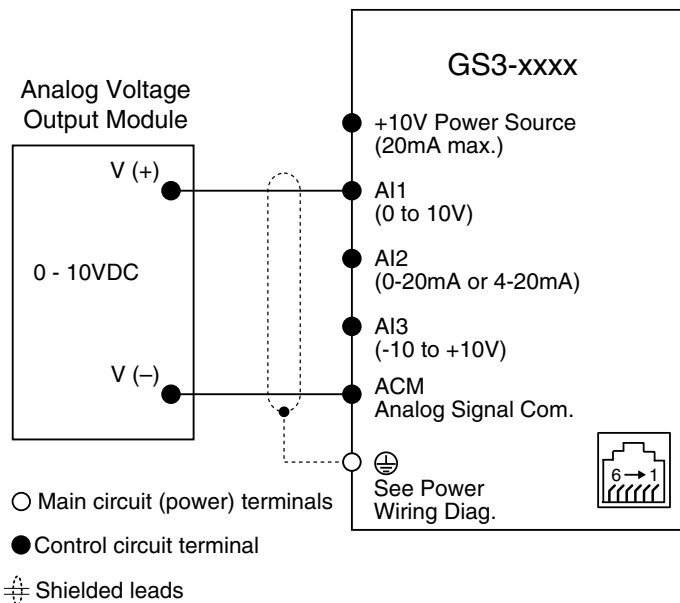 GS3-xxxx
Analog Voltage
Output Module
+10V Power Source
(20mA max.)
V (+)
AI1
(0 to 10V)
0 - 10VDC
AI2
(0-20mA or 4-20mA)
AI3
(-10 to +10V)
V (–)
ACM
Analog Signal Com.
See Power
Wiring Diag.
6→1
Main circuit (power) terminals
Control circuit terminal
Shielded leads